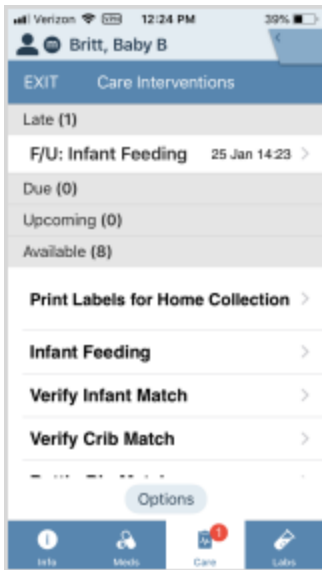 Verizon 12:24 PM 39%
Britt, Baby B
EXIT Care Interventions
Late (1)
F/U: Infant Feeding 25 Jan 14:23
Due (0)
Upcoming (0)
Available (8)
Print Labels for Home Collection
Infant Feeding
Verify Infant Match
Verify Crib Match
Options
1
Info Meds Care Labs